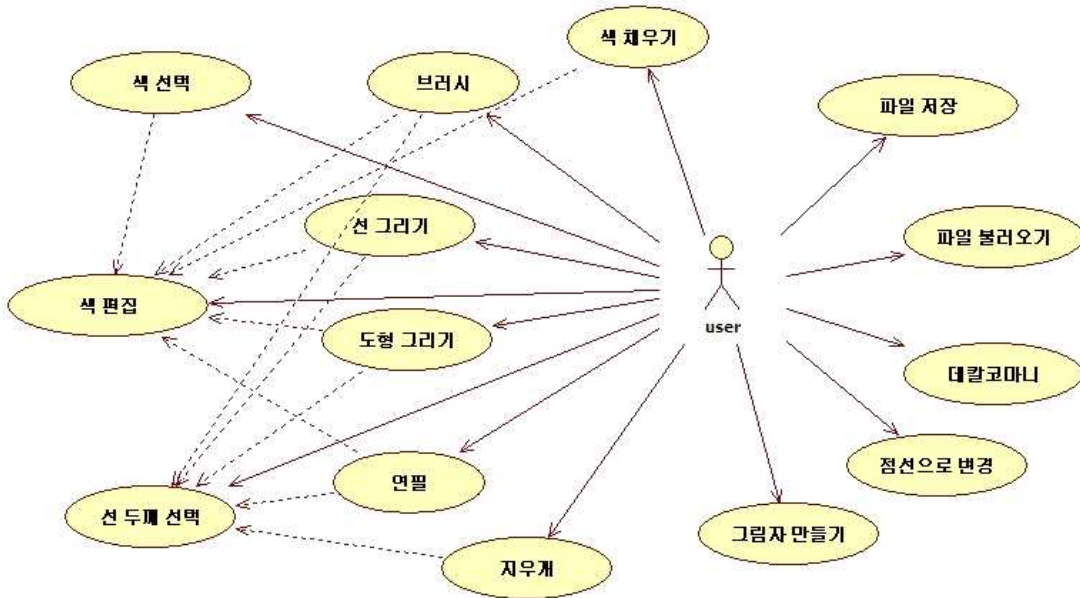 색 채우기
색 선택
브러시
파일 저장
선 그리기
파일 불러오기
색 편집
user
도형 그리기
데칼코마니
점선으로 변경
연필
선 두께 선택
그림자 만들기
지우개